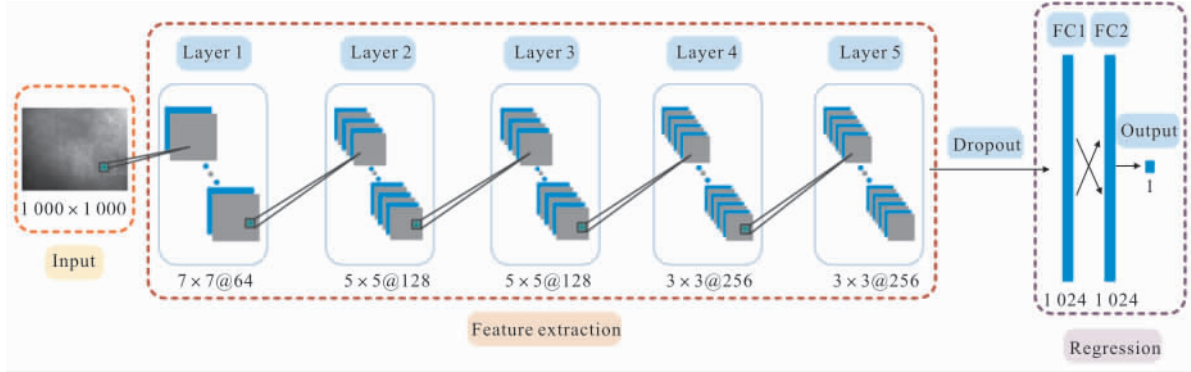 Layer 1
Layer 2
Layer 3
Layer 4
Layer 5
FC1
FC2
Dropout
Output
1
1 000 × 1 000
Input
7 × 7@64
5 × 5@128
5 × 5@128
3 × 3@256
3 × 3@256
1 024
1 024
Feature extraction
Regression